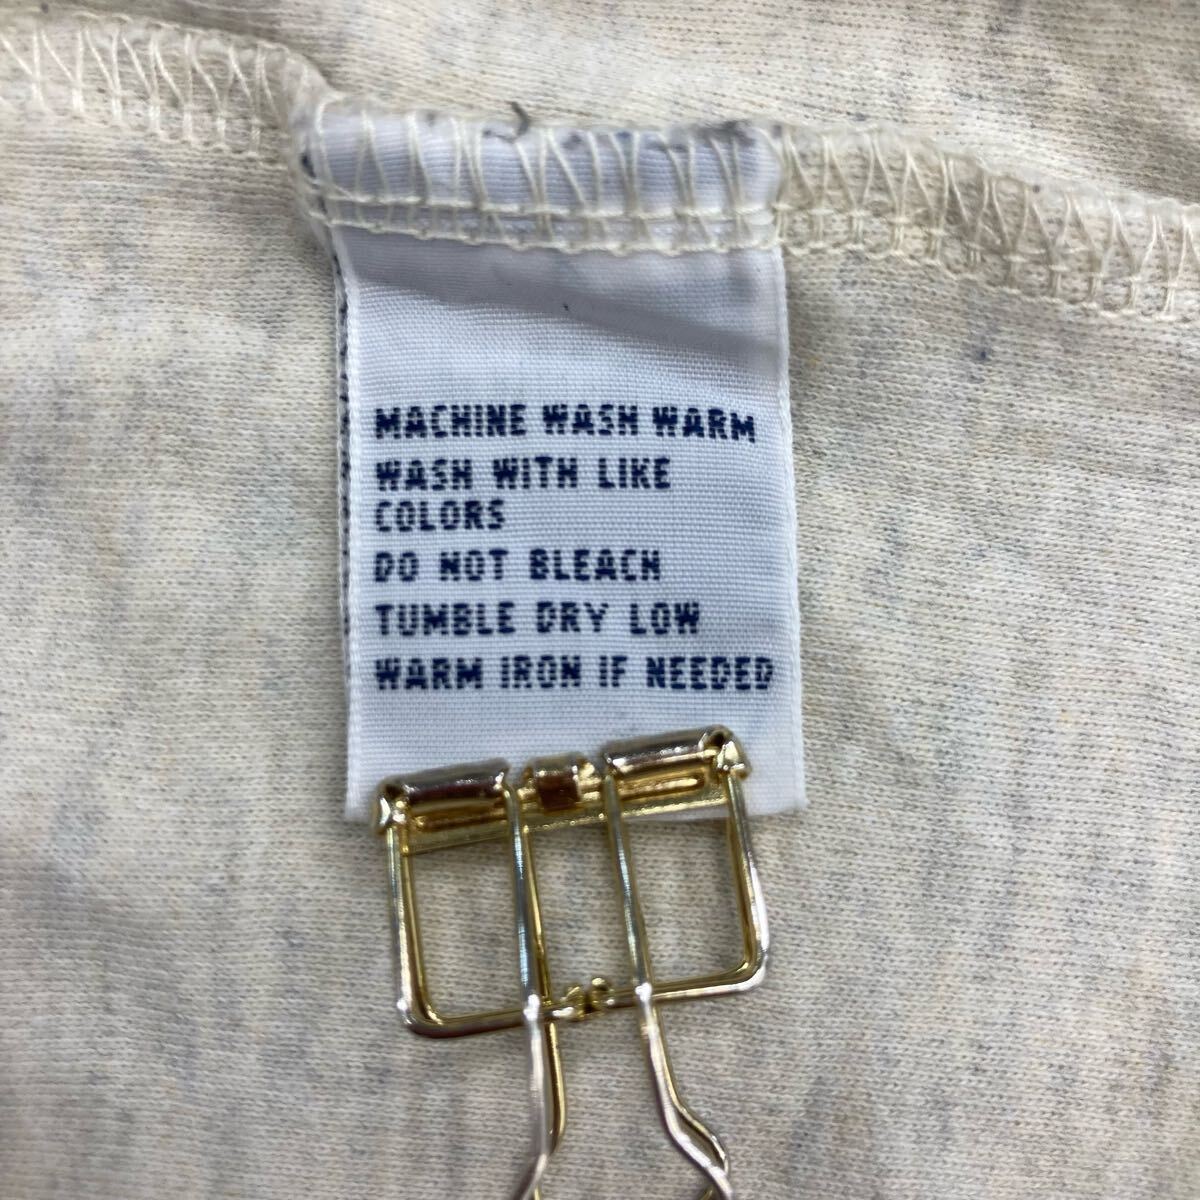 MACHINE WASH WARM
WASH WITH LIKE
COLORS
DO NOT BLEACH
TUMBLE DRY LOW
WARM IRON IF NEEDED